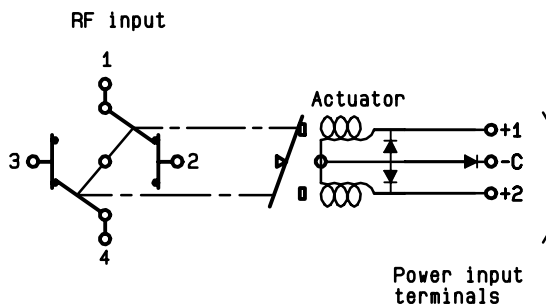 RF input
1
Actuator
+1
3
2
-C
+2
4
Power input
terminals